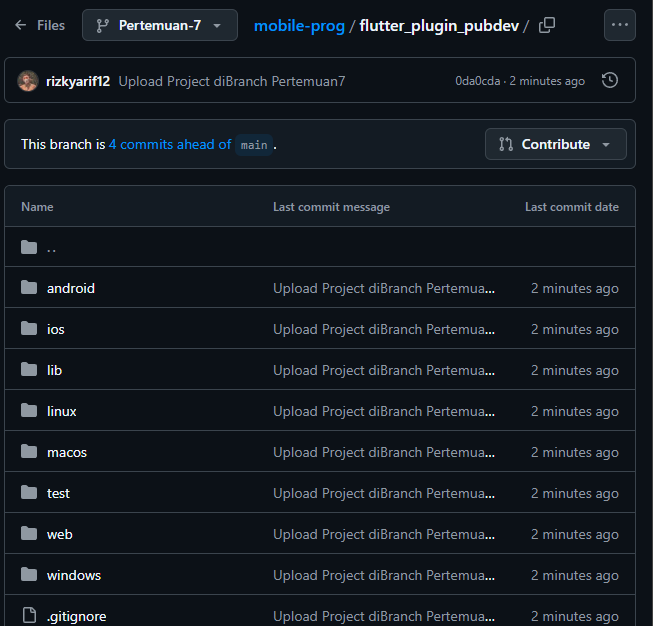 Files Pertemuan-7 mobile-prog / flutter_plugin_pubdev / ...
rizkyarif12 Upload Project diBranch Pertemuan7 0da0cda · 2 minutes ago
This branch is 4 commits ahead of main . Contribute
Name Last commit message Last commit date
..
android Upload Project diBranch Pertemua... 2 minutes ago
ios Upload Project diBranch Pertemua... 2 minutes ago
lib Upload Project diBranch Pertemua... 2 minutes ago
linux Upload Project diBranch Pertemua... 2 minutes ago
macos Upload Project diBranch Pertemua... 2 minutes ago
test Upload Project diBranch Pertemua... 2 minutes ago
web Upload Project diBranch Pertemua... 2 minutes ago
windows Upload Project diBranch Pertemua... 2 minutes ago
.gitignore Upload Project diBranch Pertemua... 2 minutes ago